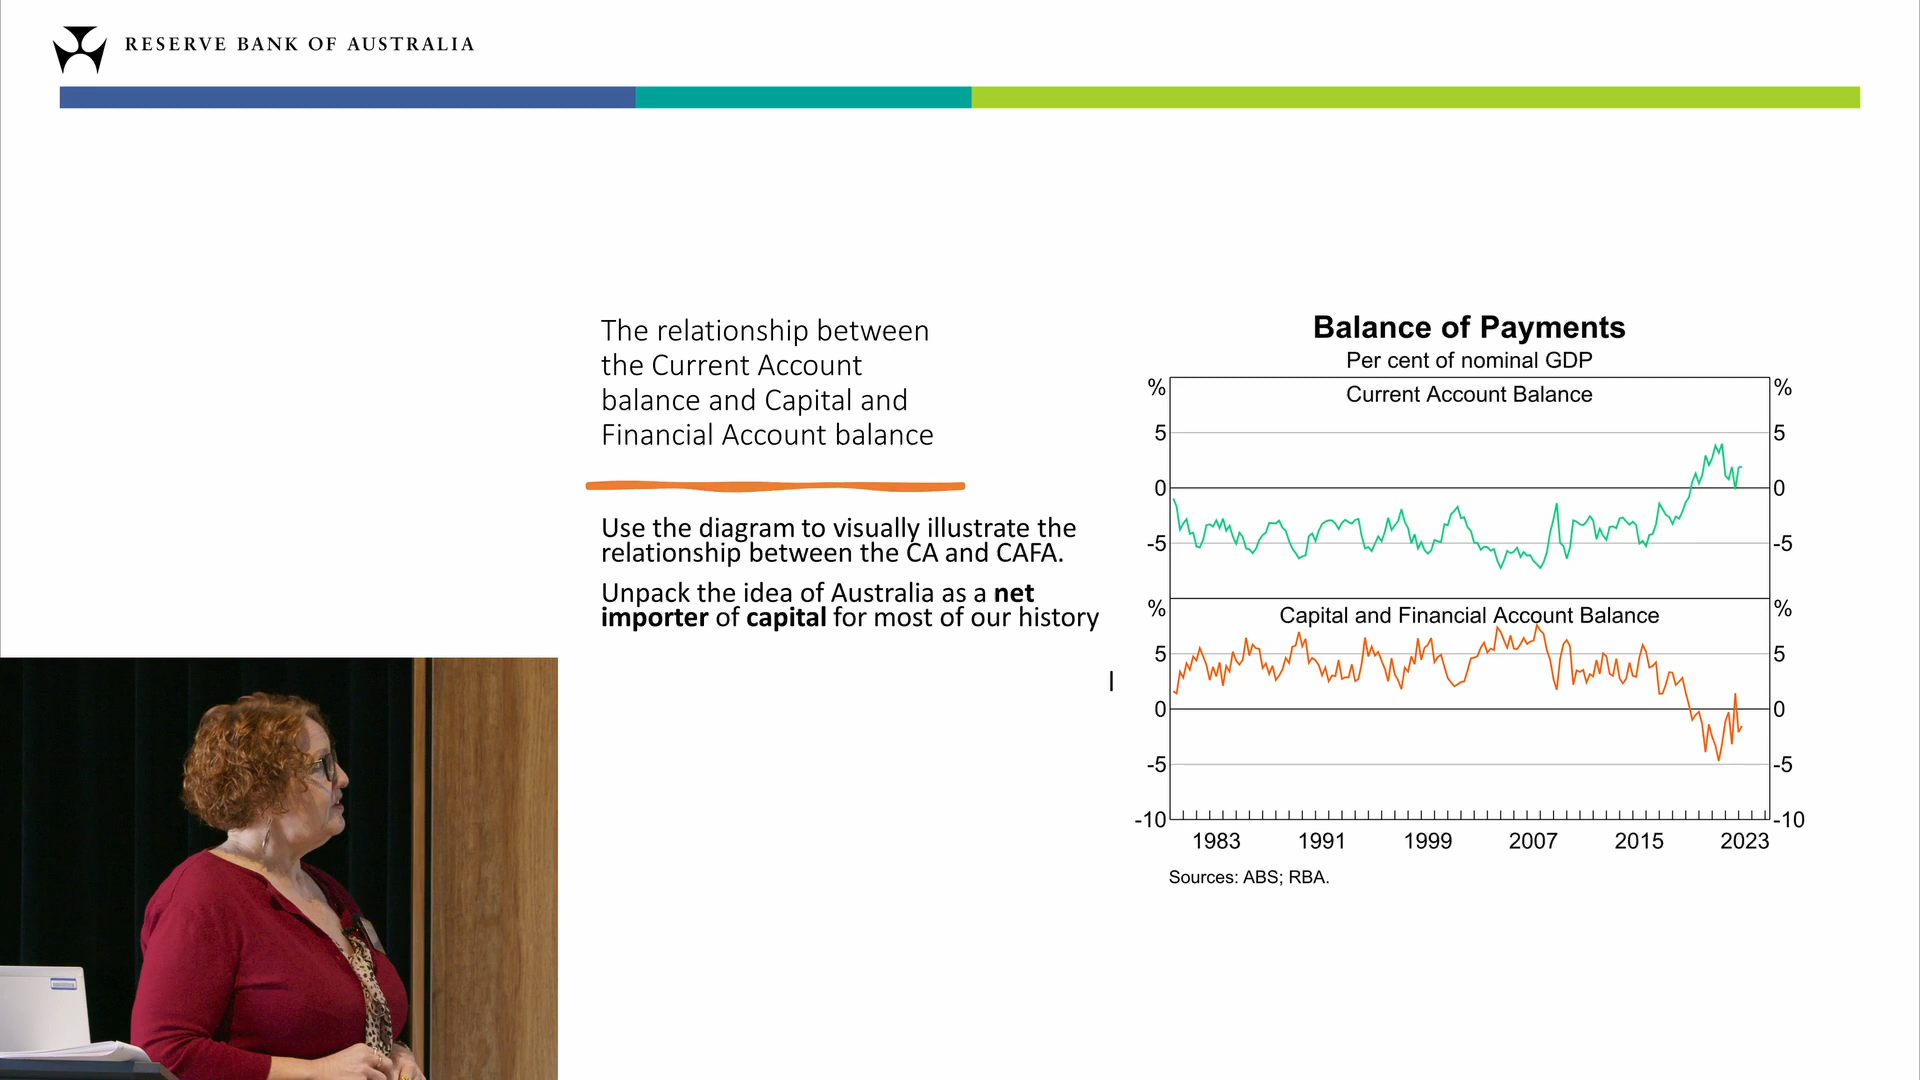 RESERVE BANK OF AUSTRALIA
The relationship between
the Current Account
balance and Capital and
Financial Account balance
Use the diagram to visually illustrate the
relationship between the CA and CAFA.
Unpack the idea of Australia as a net
importer of capital for most of our history
Balance of Payments
Per cent of nominal GDP
% %
Current Account Balance
5 5
0 0
-5 -5
% %
Capital and Financial Account Balance
5 5
0 0
-5 -5
-10 -10
1983 1991 1999 2007 2015 2023
Sources: ABS; RBA.